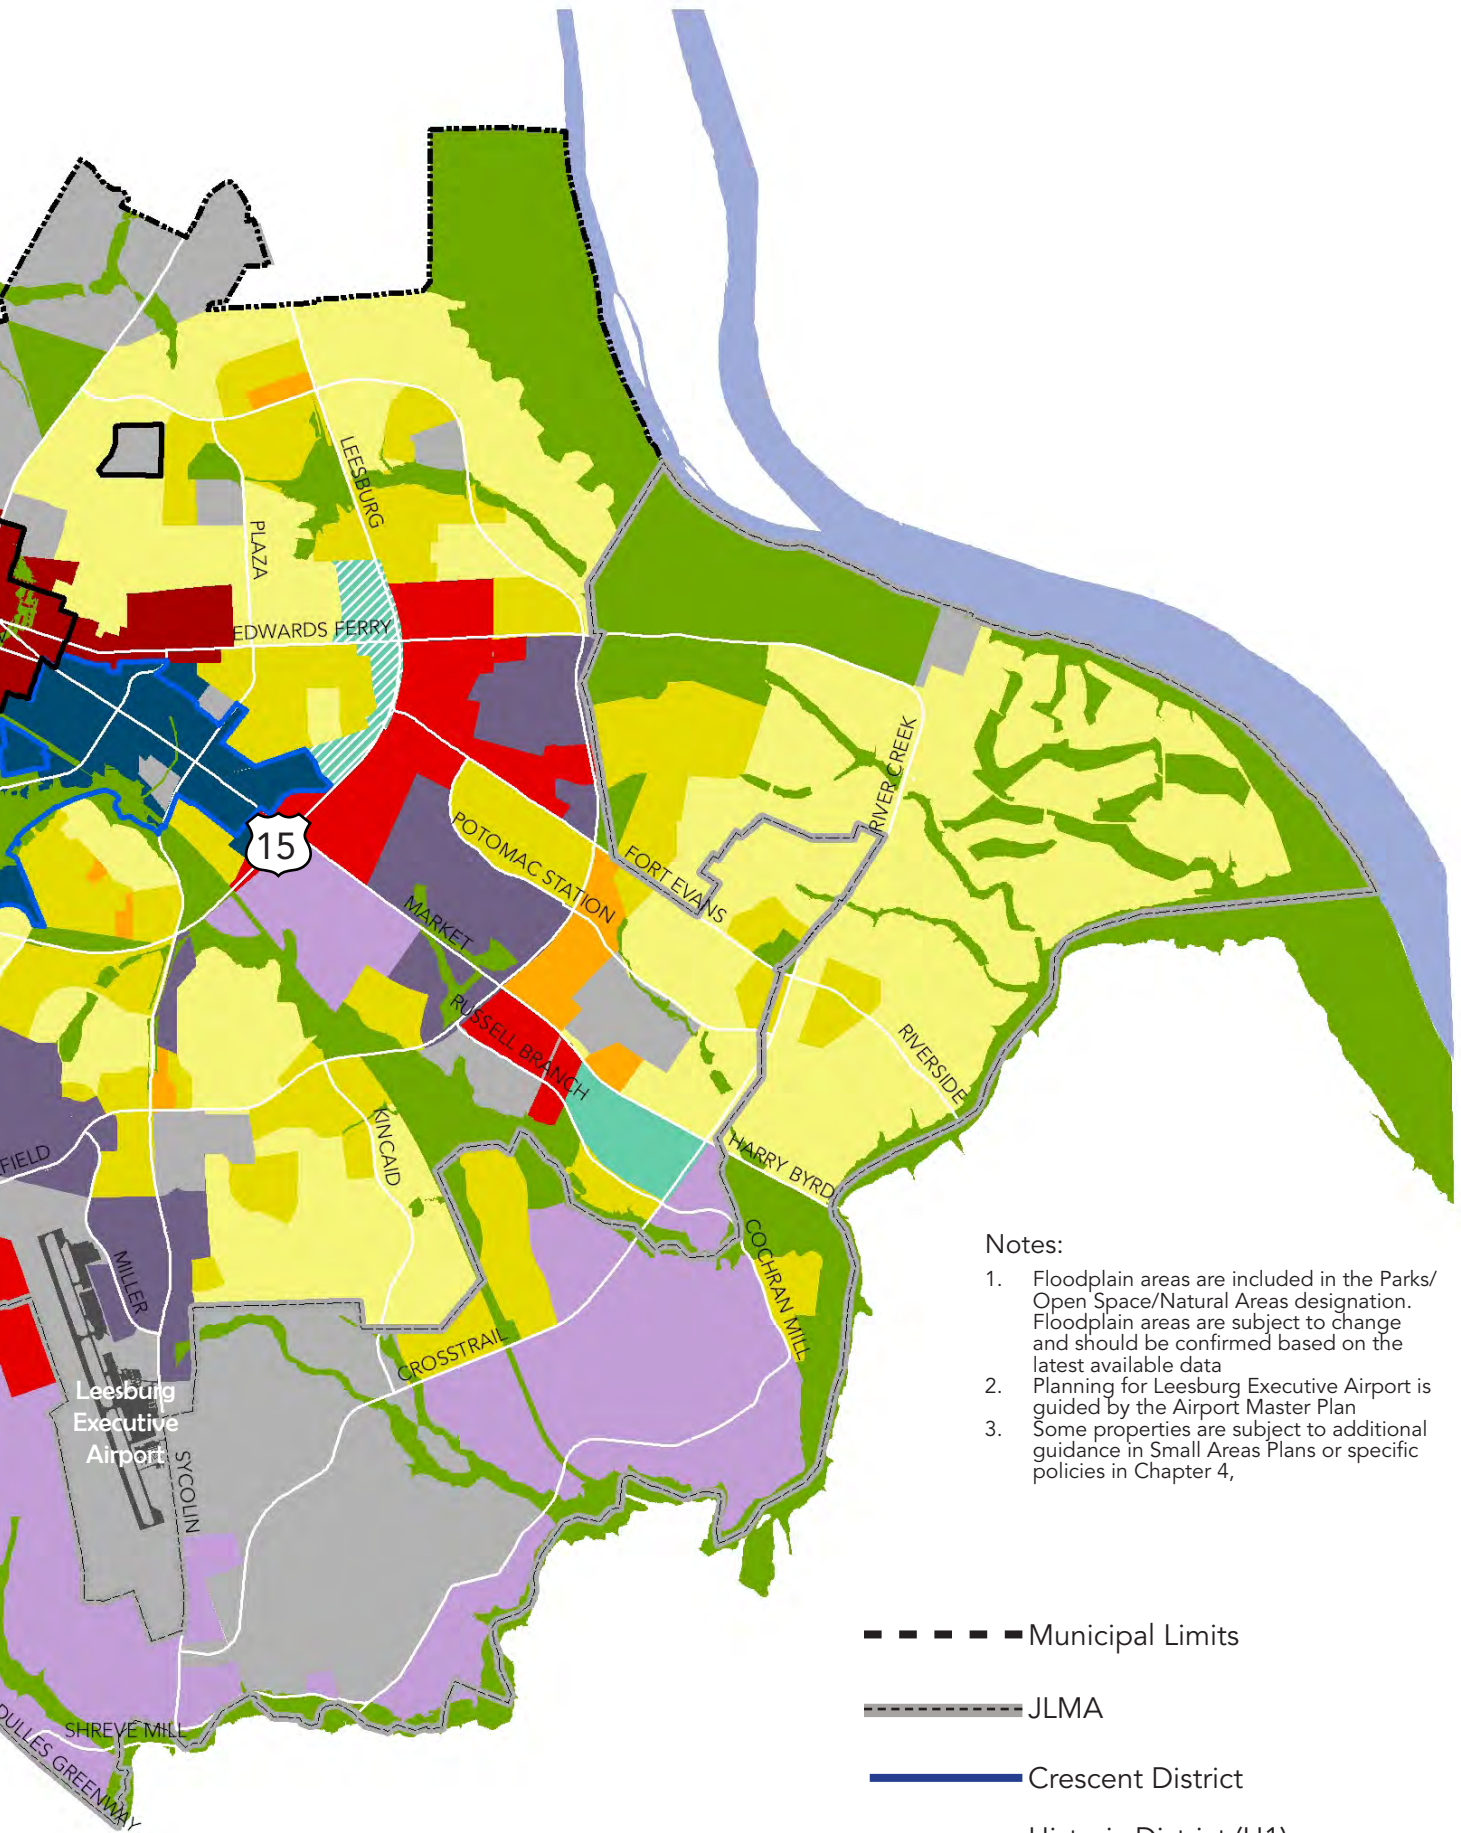 LEESBURG
PLAZA
EDWARDS FERRY
RIVER CREEK
15
POTOMAC STATION
FORT EVANS
MARKET
RUSSELL BRANCH
RIVERSIDE
KINCAID
HARRY BYRD
FIELD
MILLER
COCHRAN MILL
CROSSTRAIL
Leesburg
Executive
Airport
SYCOLIN
SHREVE MILL
DULLES GREENWAY
Notes:
1. Floodplain areas are included in the Parks/
Open Space/Natural Areas designation.
Floodplain areas are subject to change
and should be confirmed based on the
latest available data
2. Planning for Leesburg Executive Airport is
guided by the Airport Master Plan
3. Some properties are subject to additional
guidance in Small Areas Plans or specific
policies in Chapter 4,
Municipal Limits
JLMA
Crescent District
Historic District (H1)